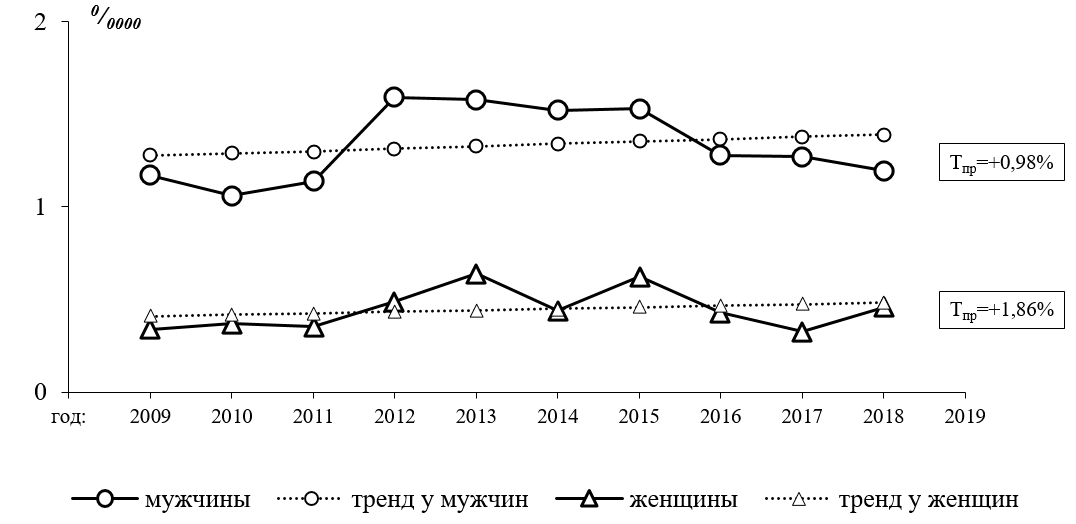 2
⁰/₀₀₀₀
Тпр=+0,98%
1
Тпр=+1,86%
0
год: 2009 2010 2011 2012 2013 2014 2015 2016 2017 2018 2019
мужчины тренд у мужчин женщины тренд у женщин